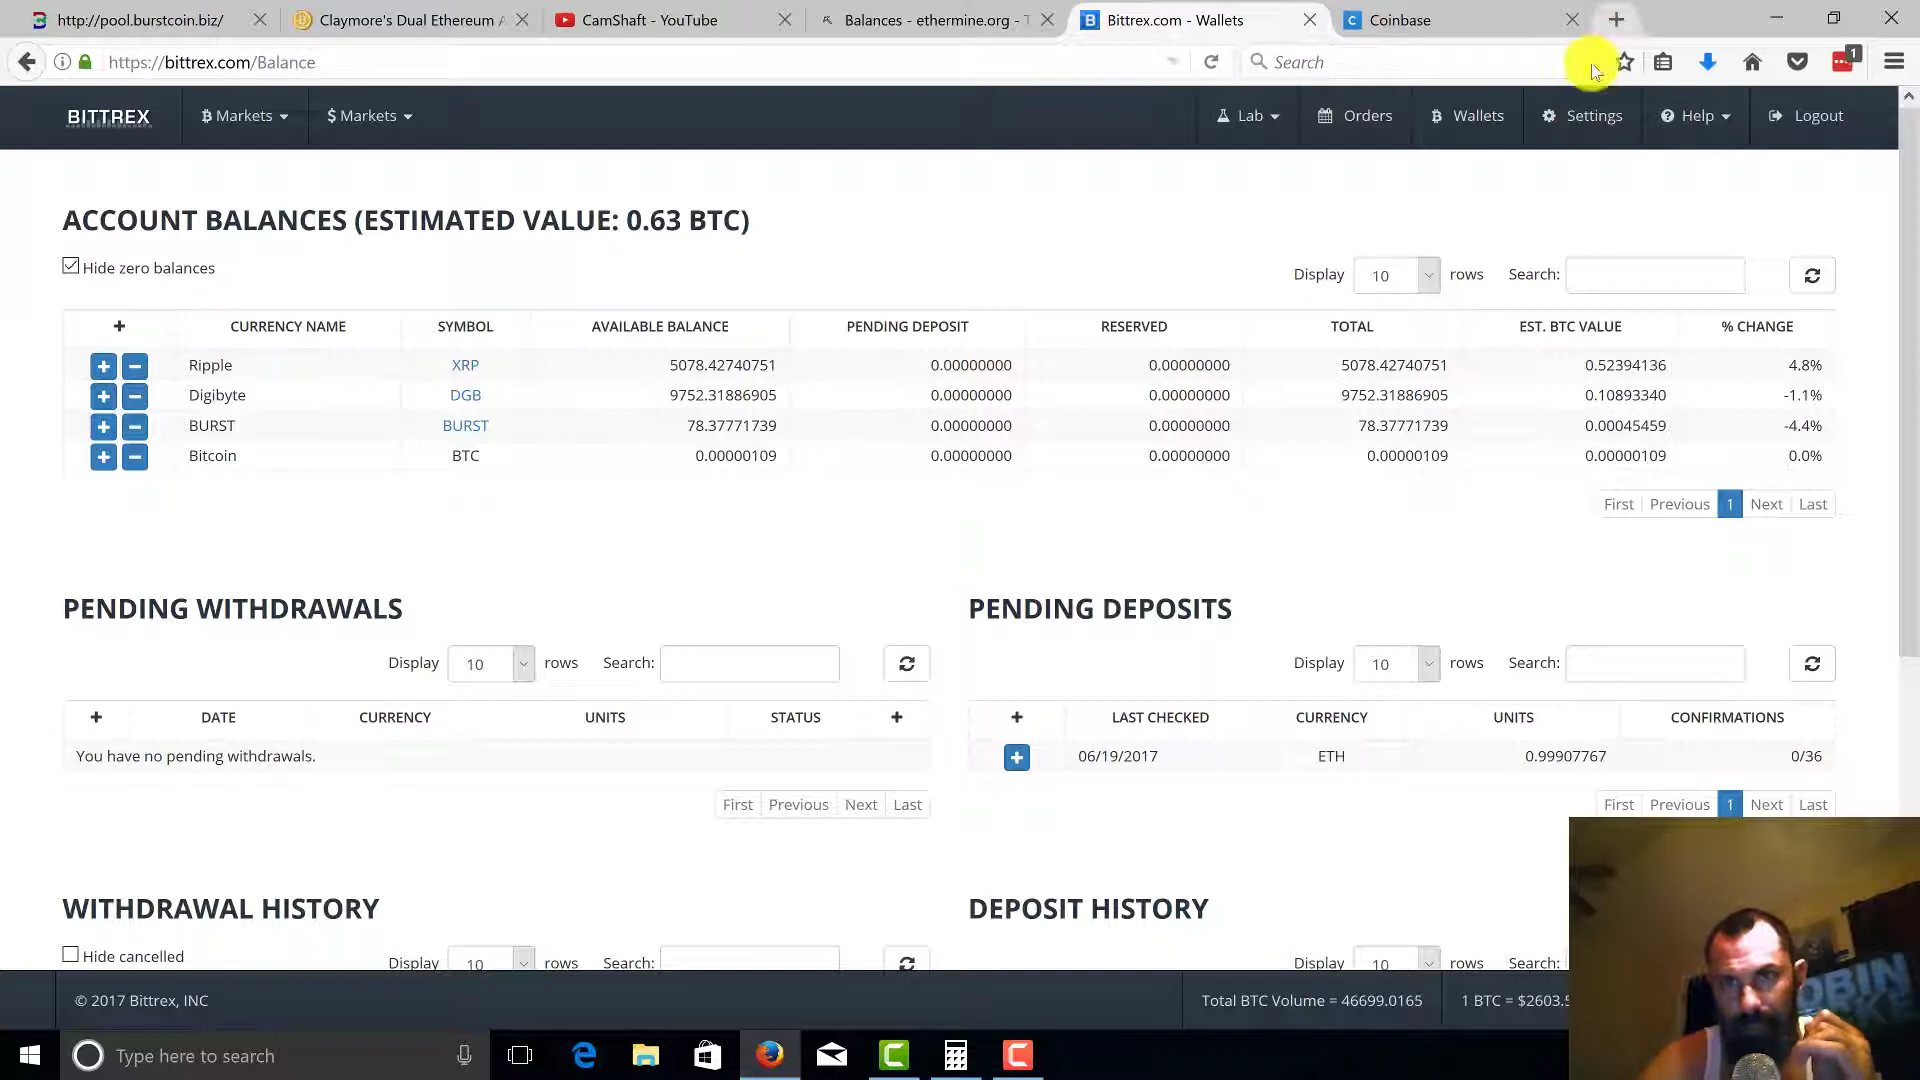 http://pool.burstcoin.biz/
Claymore's Dual Ethereum
CamShaft - YouTube
Balances - ethermine.org -
Bittrex.com - Wallets
Coinbase
https://bittrex.com/Balance
Search
1
BITTREX
Markets
$ Markets
Lab
Orders
Wallets
Settings
Help
Logout
ACCOUNT BALANCES (ESTIMATED VALUE: 0.63 BTC)
Hide zero balances
Display 10 rows Search:
CURRENCY NAME SYMBOL AVAILABLE BALANCE PENDING DEPOSIT RESERVED TOTAL EST. BTC VALUE % CHANGE
Ripple XRP 5078.42740751 0.00000000 0.00000000 5078.42740751 0.52394136 4.8%
Digibyte DGB 9752.31886905 0.00000000 0.00000000 9752.31886905 0.10893340 -1.1%
BURST BURST 78.37771739 0.00000000 0.00000000 78.37771739 0.00045459 -4.4%
Bitcoin BTC 0.00000109 0.00000000 0.00000000 0.00000109 0.00000109 0.0%
First Previous 1 Next Last
PENDING WITHDRAWALS
Display 10 rows Search:
DATE CURRENCY UNITS STATUS
You have no pending withdrawals.
First Previous Next Last
PENDING DEPOSITS
Display 10 rows Search:
LAST CHECKED CURRENCY UNITS CONFIRMATIONS
06/19/2017 ETH 0.99907767 0/36
First Previous 1 Next Last
WITHDRAWAL HISTORY
Hide cancelled
Display 10 rows Search:
DEPOSIT HISTORY
Display 10 rows Search:
© 2017 Bittrex, INC
Total BTC Volume = 46699.0165
1 BTC = $2603.5
Type here to search